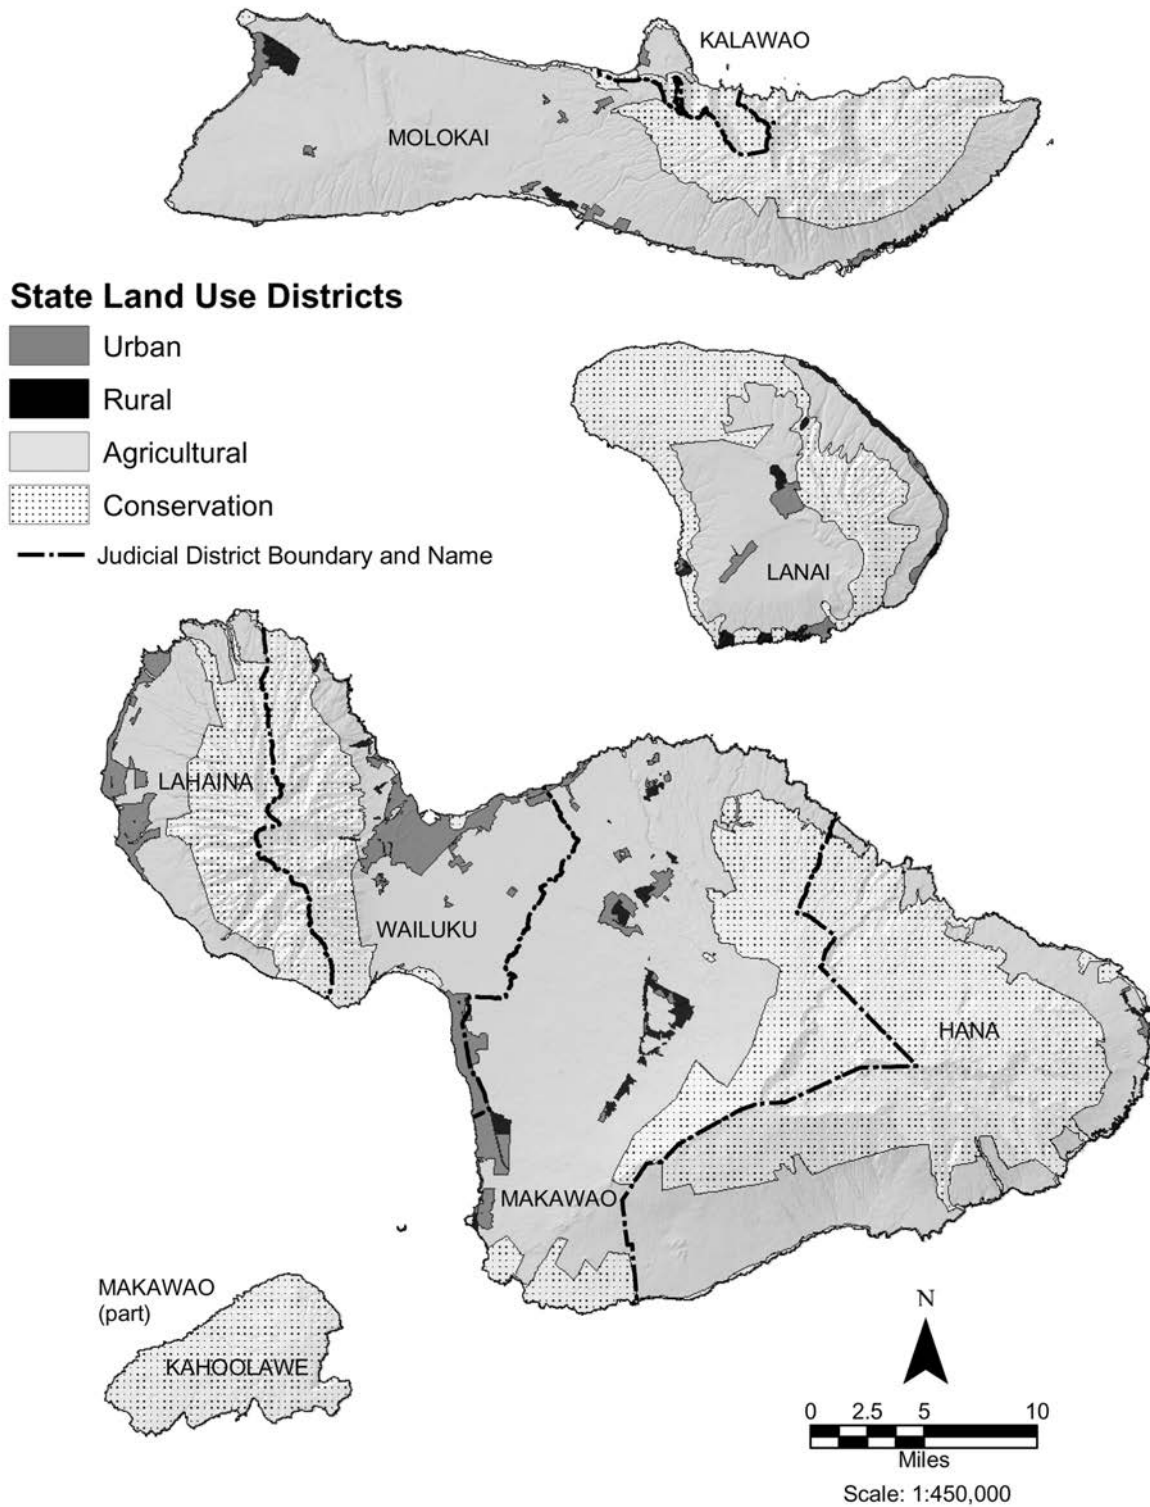 KALAWAO
MOLOKAI
State Land Use Districts
Urban
Rural
Agricultural
Conservation
Judicial District Boundary and Name
LANAI
LAHAINA
WAILUKU
HANA
MAKAWAO
MAKAWAO
(part)
KAHOOLAWE
N
0 2.5 5 10
Miles
Scale: 1:450,000